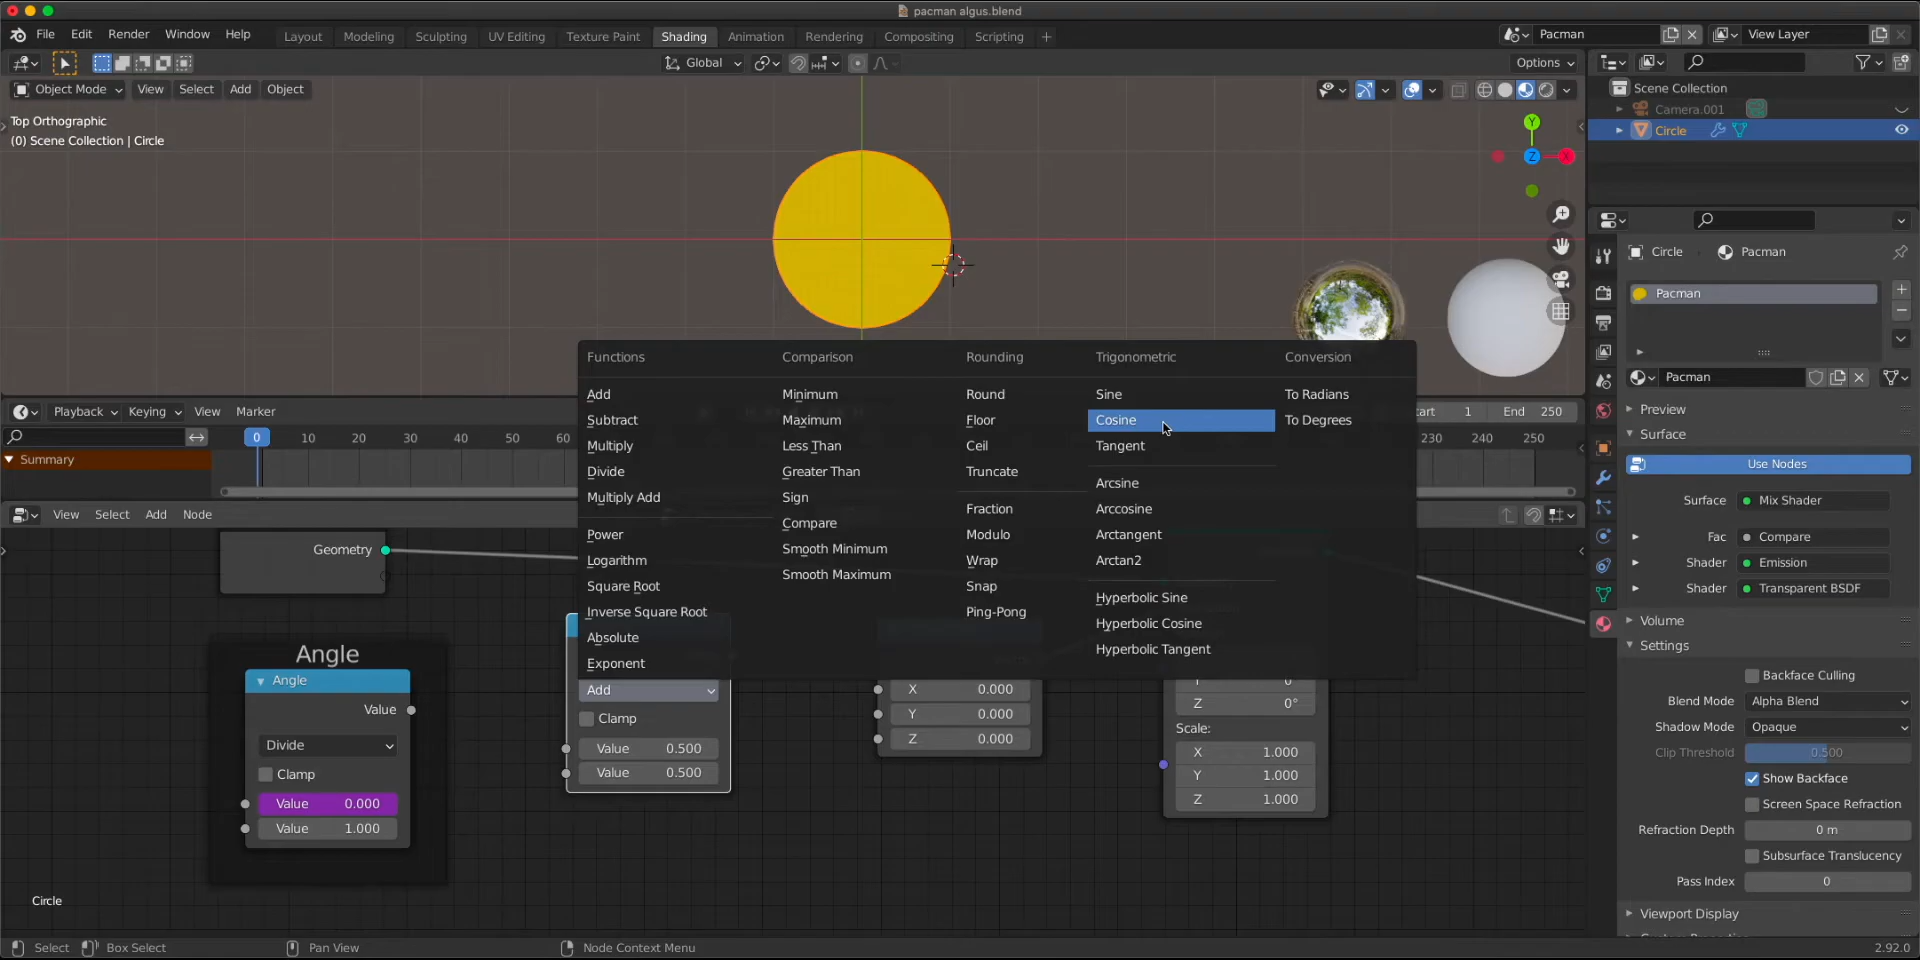 pacman algus.blend
File Edit Render Window Help
Layout Modeling Sculpting UV Editing Texture Paint Shading Animation Rendering Compositing Scripting +
Pacman
View Layer
Global
Options
Object Mode View Select Add Object
Top Orthographic
(0) Scene Collection | Circle
Y
Z
X
Scene Collection
Camera.001
Circle
Circle Pacman
Pacman
Pacman
Preview
Surface
Use Nodes
Surface Mix Shader
Fac Compare
Shader Emission
Shader Transparent BSDF
Volume
Settings
Backface Culling
Blend Mode Alpha Blend
Shadow Mode Opaque
Clip Threshold 0.500
Show Backface
Screen Space Refraction
Refraction Depth 0 m
Subsurface Translucency
Pass Index 0
Viewport Display
Playback Keying View Marker
tart 1 End 250
0 10 20 30 40 50 60
230 240 250
Summary
View Select Add Node
Functions
Add
Subtract
Multiply
Divide
Multiply Add
Power
Logarithm
Square Root
Inverse Square Root
Absolute
Exponent
Comparison
Minimum
Maximum
Less Than
Greater Than
Sign
Compare
Smooth Minimum
Smooth Maximum
Rounding
Round
Floor
Ceil
Truncate
Fraction
Modulo
Wrap
Snap
Ping-Pong
Trigonometric
Sine
Cosine
Tangent
Arcsine
Arccosine
Arctangent
Arctan2
Hyperbolic Sine
Hyperbolic Cosine
Hyperbolic Tangent
Conversion
To Radians
To Degrees
Geometry
Angle
Angle
Value
Divide
Clamp
Value 0.000
Value 1.000
Add
Clamp
Value 0.500
Value 0.500
X 0.000
Y 0.000
Z 0.000
Z 0°
Scale:
X 1.000
Y 1.000
Z 1.000
Circle
Select Box Select Pan View Node Context Menu
2.92.0